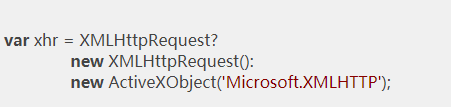 var xhr = XMLHttpRequest?
new XMLHttpRequest():
new ActiveXObject('Microsoft.XMLHTTP');